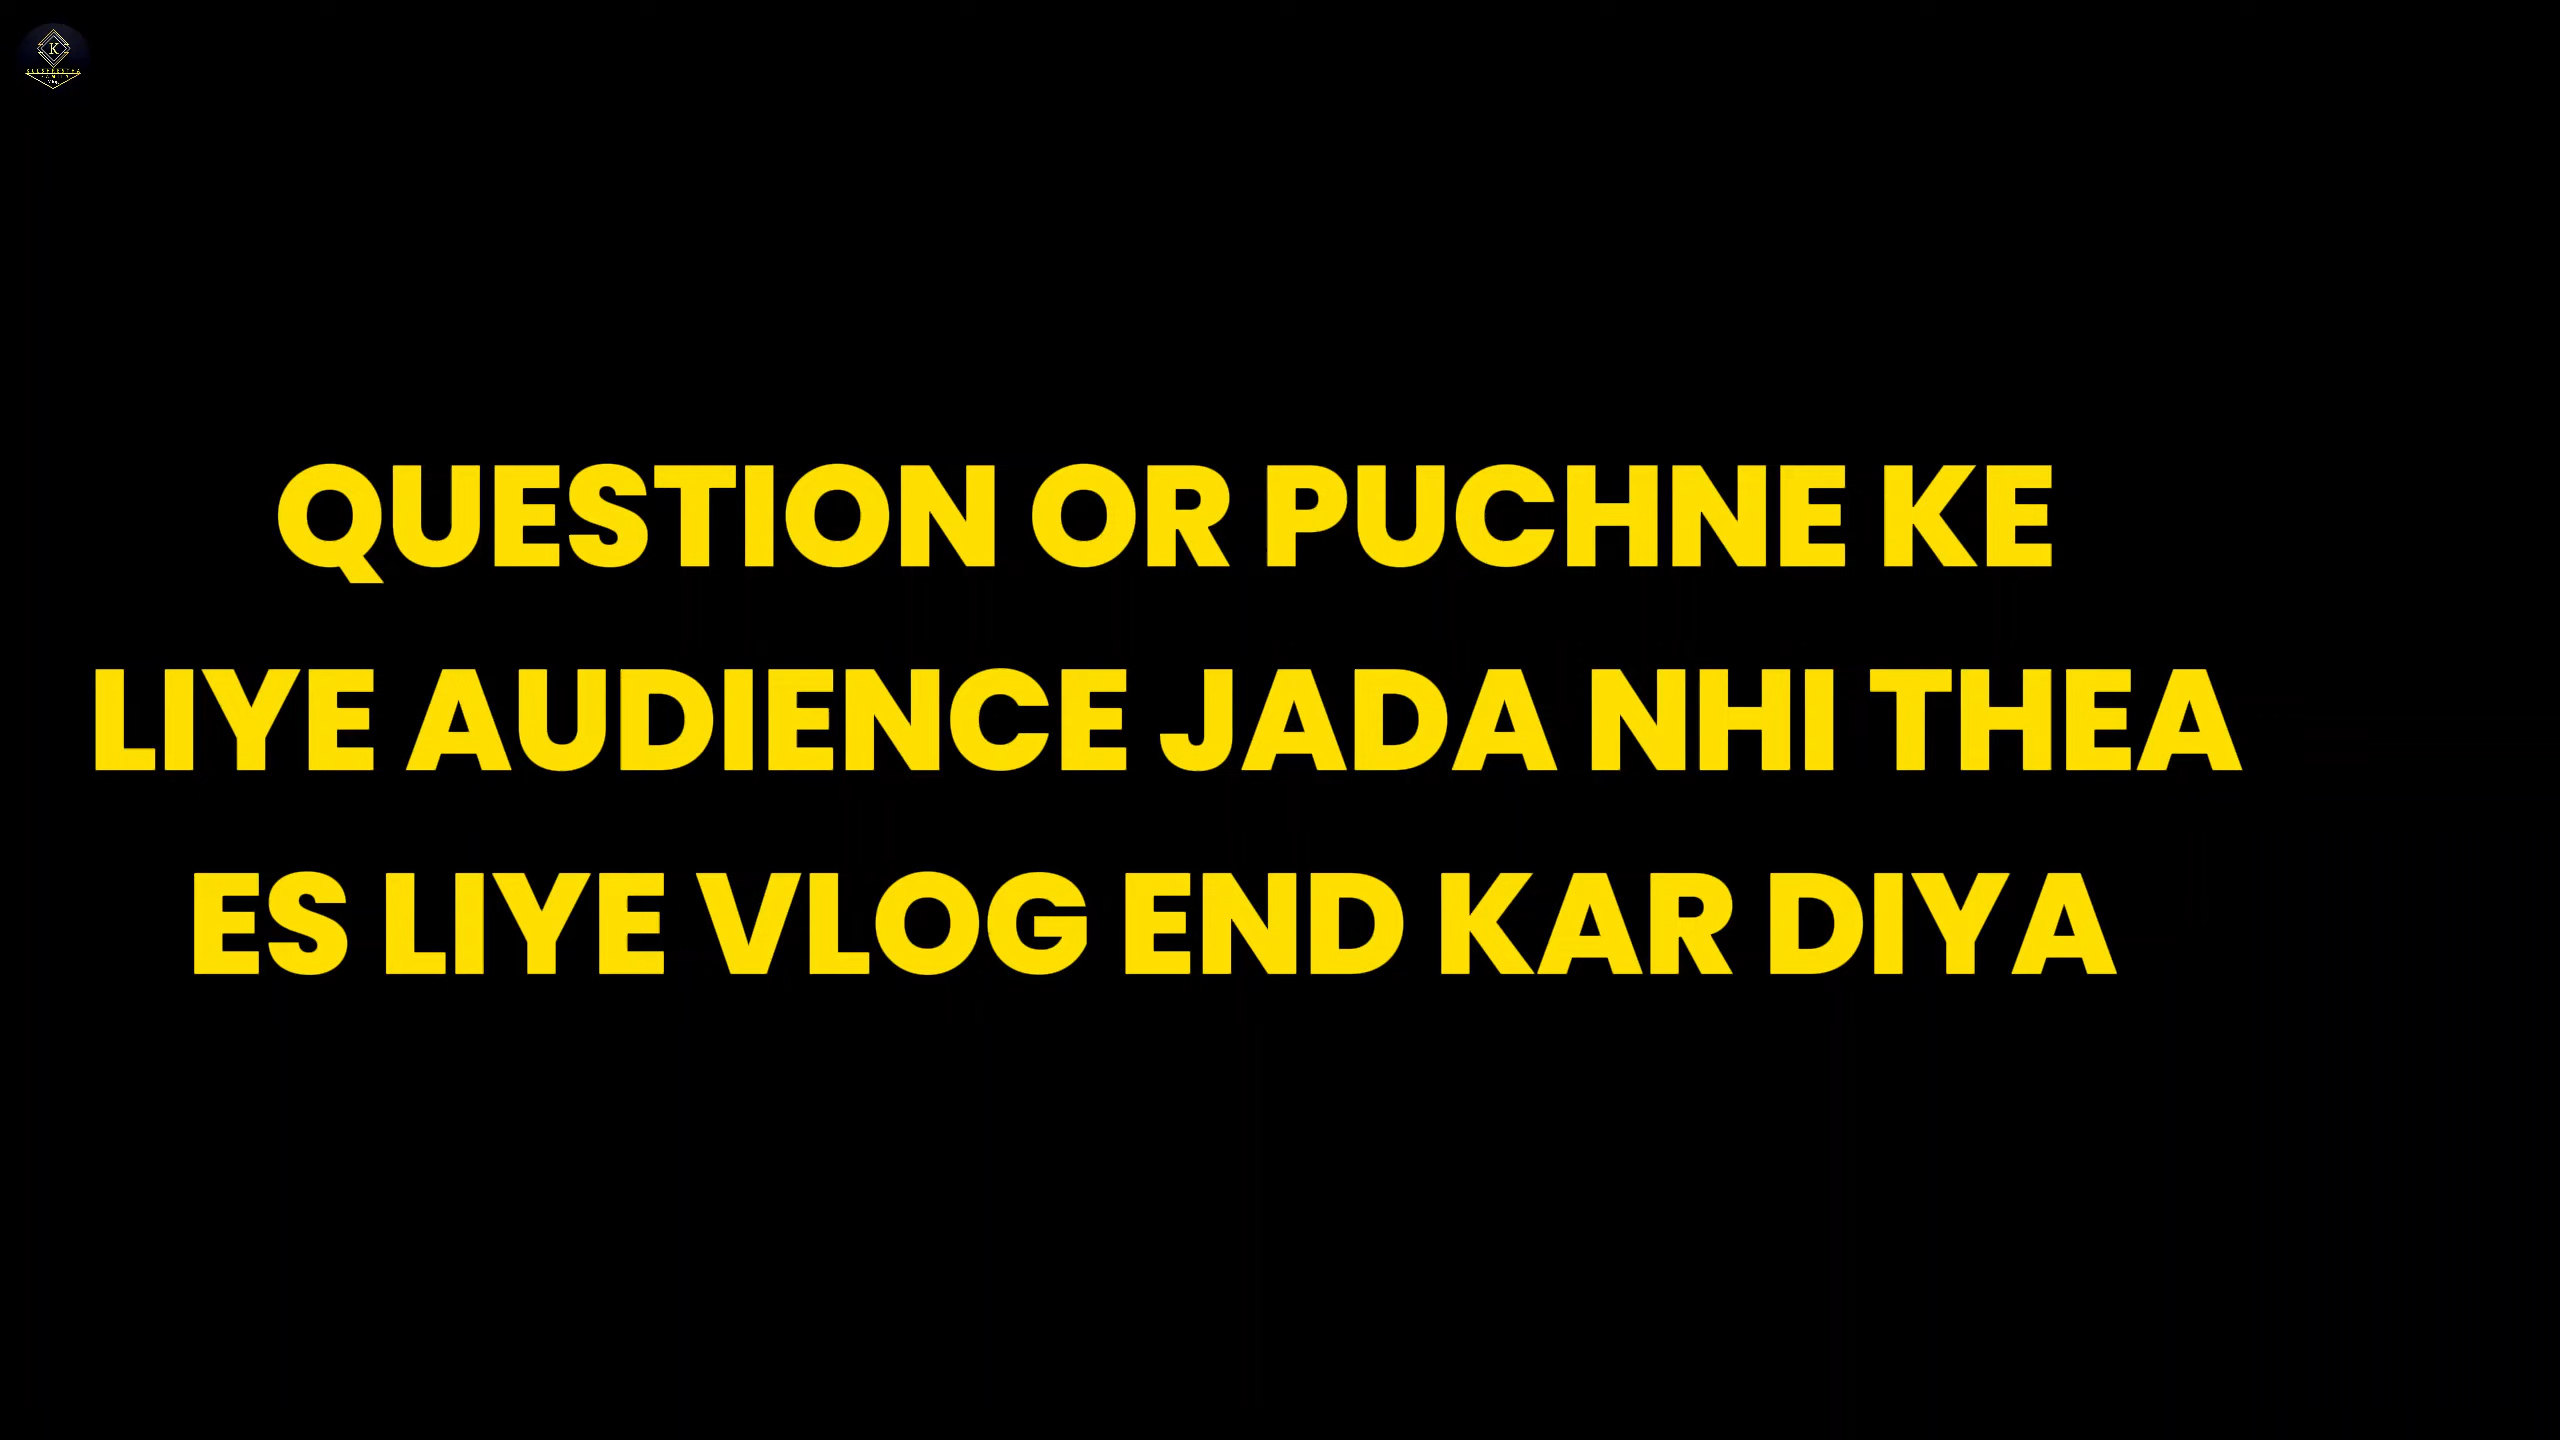 K
QUESTION OR PUCHNE KE
LIYE AUDIENCE JADA NHI THEA
ES LIYE VLOG END KAR DIYA